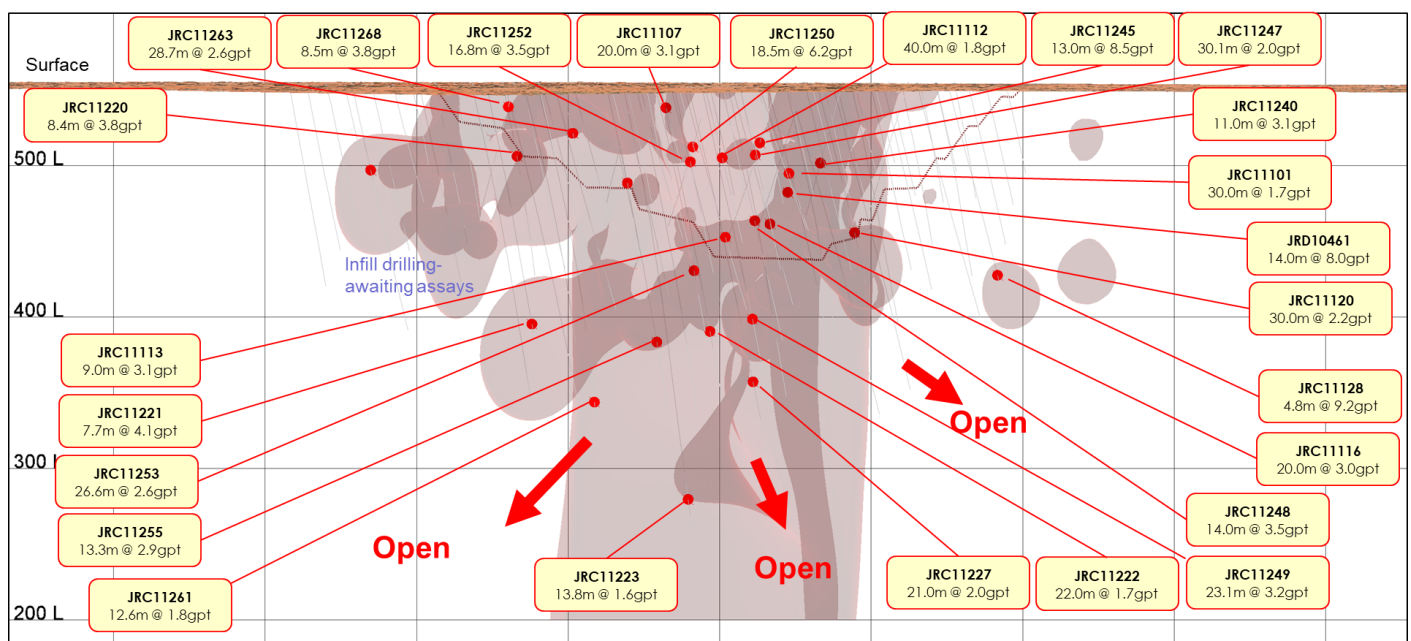 JRC11263
28.7m @ 2.6gpt
JRC11268
8.5m @ 3.8gpt
JRC11252
16.8m @ 3.5gpt
JRC11107
20.0m @ 3.1gpt
JRC11250
18.5m @ 6.2gpt
JRC11112
40.0m @ 1.8gpt
JRC11245
13.0m @ 8.5gpt
JRC11247
30.1m @ 2.0gpt
Surface
JRC11220
8.4m @ 3.8gpt
JRC11240
11.0m @ 3.1gpt
500 L
JRC11101
30.0m @ 1.7gpt
JRD10461
14.0m @ 8.0gpt
Infill drilling-
awaiting assays
JRC11120
30.0m @ 2.2gpt
400 L
JRC11113
9.0m @ 3.1gpt
JRC11128
4.8m @ 9.2gpt
JRC11221
7.7m @ 4.1gpt
Open
JRC11116
20.0m @ 3.0gpt
300 L
JRC11253
26.6m @ 2.6gpt
JRC11248
14.0m @ 3.5gpt
JRC11255
13.3m @ 2.9gpt
Open
Open
JRC11223
13.8m @ 1.6gpt
JRC11227
21.0m @ 2.0gpt
JRC11222
22.0m @ 1.7gpt
JRC11249
23.1m @ 3.2gpt
JRC11261
12.6m @ 1.8gpt
200 L